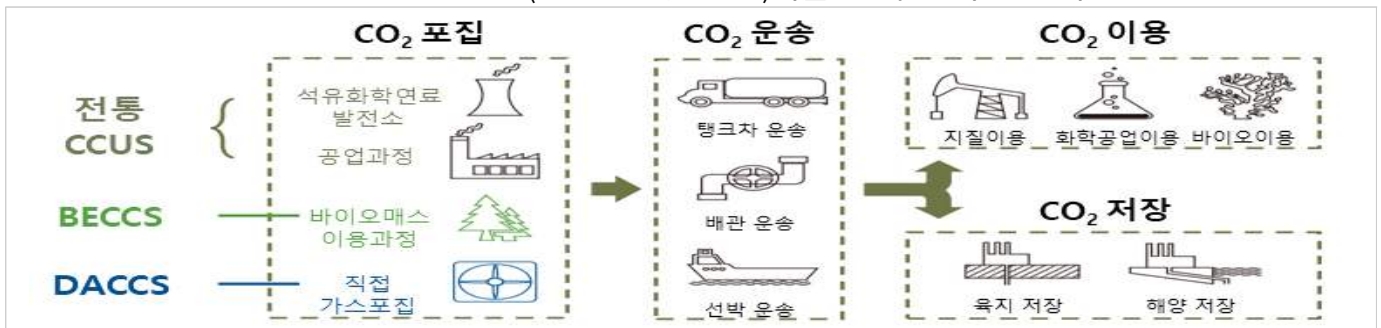 CO₂ 포집
CO₂ 운송
CO₂ 이용
전통
CCUS
석유화학연료
발전소
공업과정
BECCS
바이오매스
이용과정
DACCS
직접
가스포집
탱크차 운송
배관 운송
선박 운송
지질이용 화학공업이용 바이오이용
CO₂ 저장
육지 저장 해양 저장